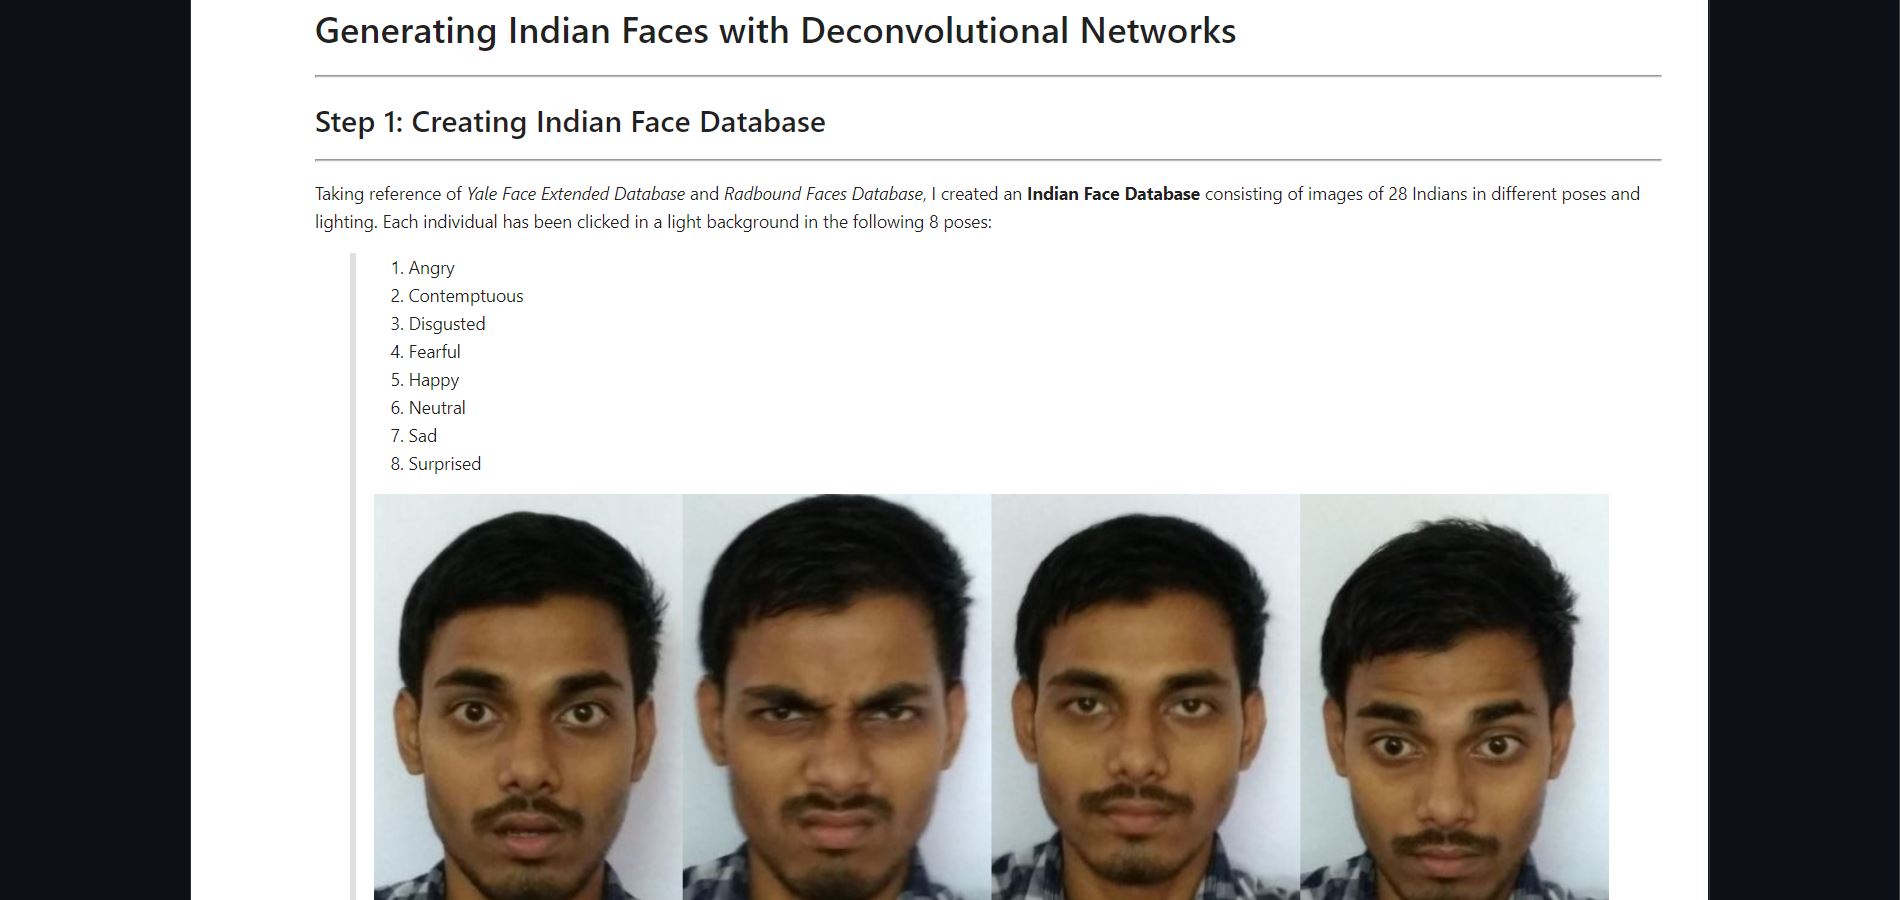 Generating Indian Faces with Deconvolutional Networks
Step 1: Creating Indian Face Database
Taking reference of Yale Face Extended Database and Radbound Faces Database, I created an Indian Face Database consisting of images of 28 Indians in different poses and
lighting. Each individual has been clicked in a light background in the following 8 poses:
1. Angry
2. Contemptuous
3. Disgusted
4. Fearful
5. Happy
6. Neutral
7. Sad
8. Surprised